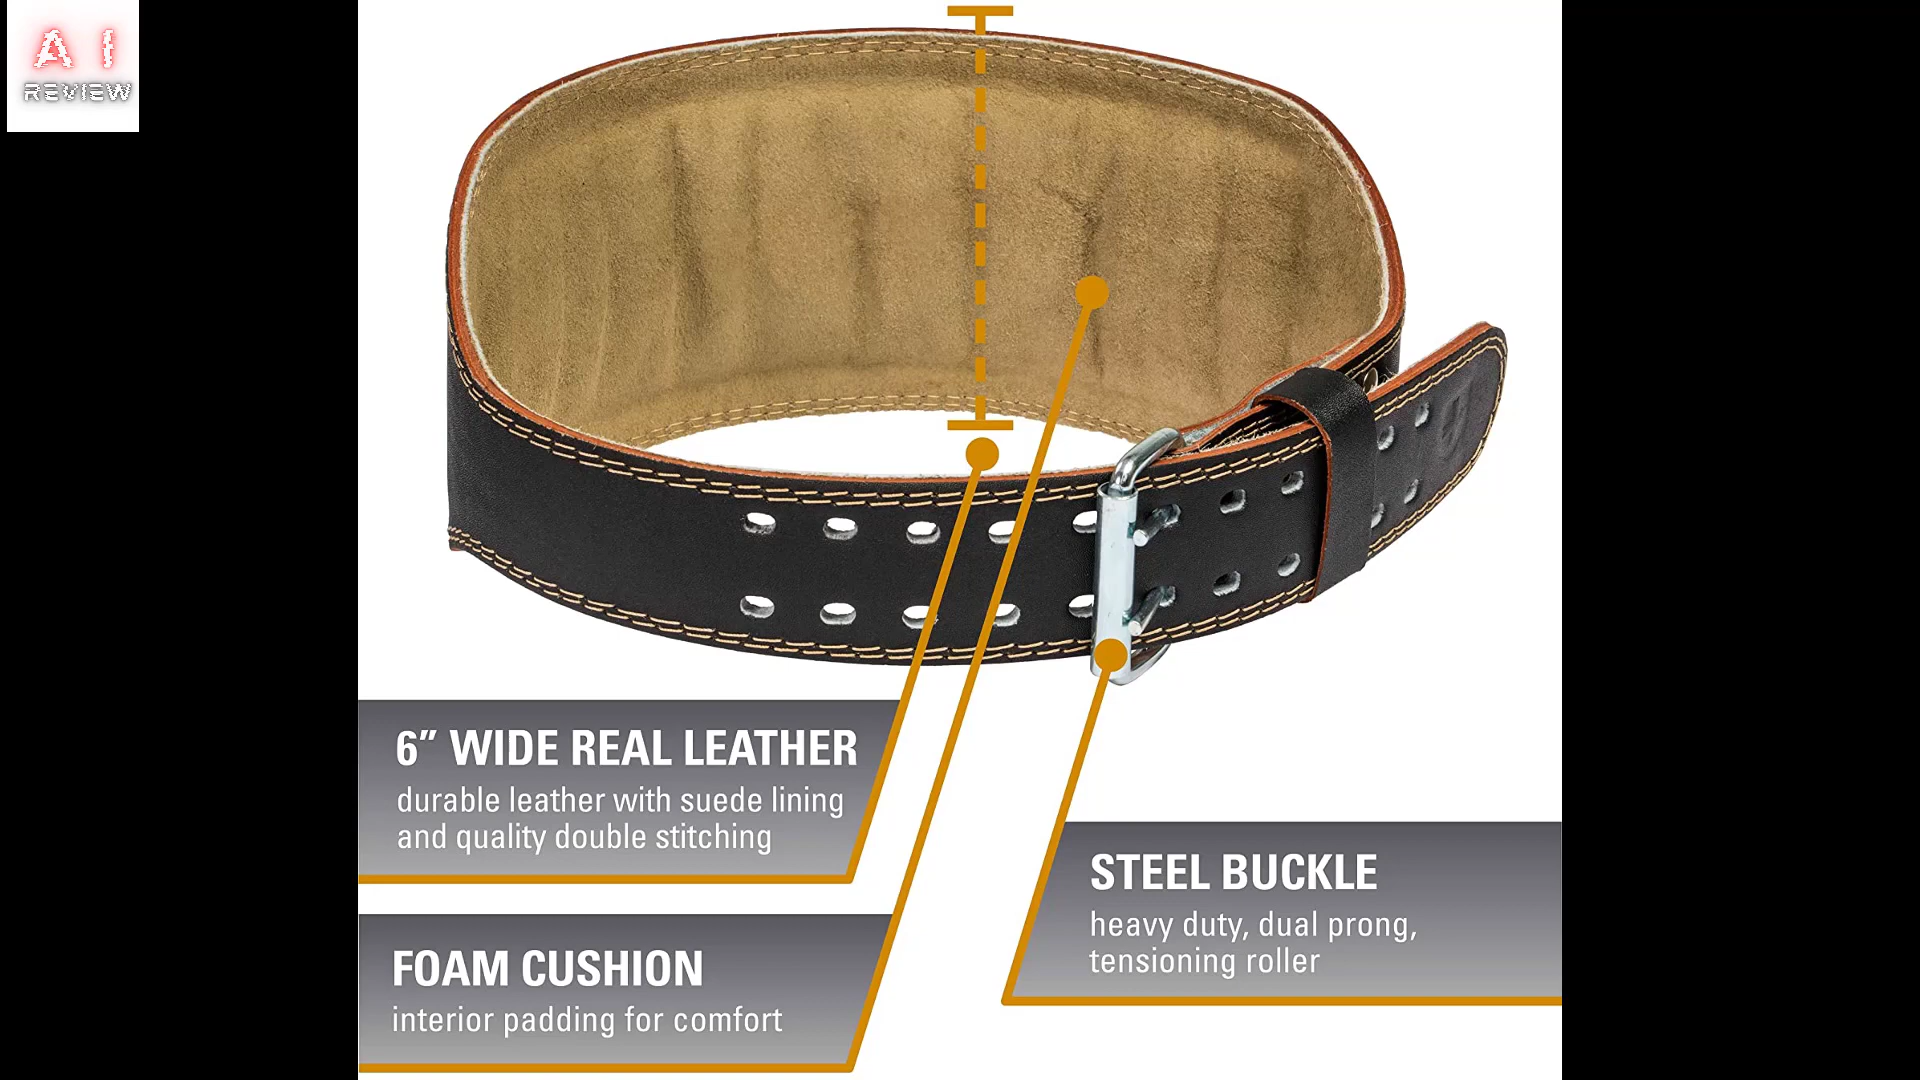 A I
REVIEW
6” WIDE REAL LEATHER
durable leather with suede lining
and quality double stitching
FOAM CUSHION
interior padding for comfort
STEEL BUCKLE
heavy duty, dual prong,
tensioning roller